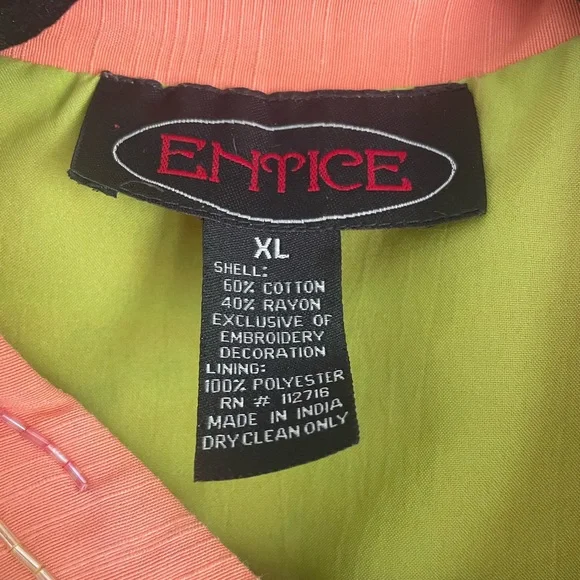 ENTICE
XL
SHELL:
60% COTTON
40% RAYON
EXCLUSIVE OF
EMBROIDERY
DECORATION
LINING:
100% POLYESTER
RN # 112716
MADE IN INDIA
DRY CLEAN ONLY